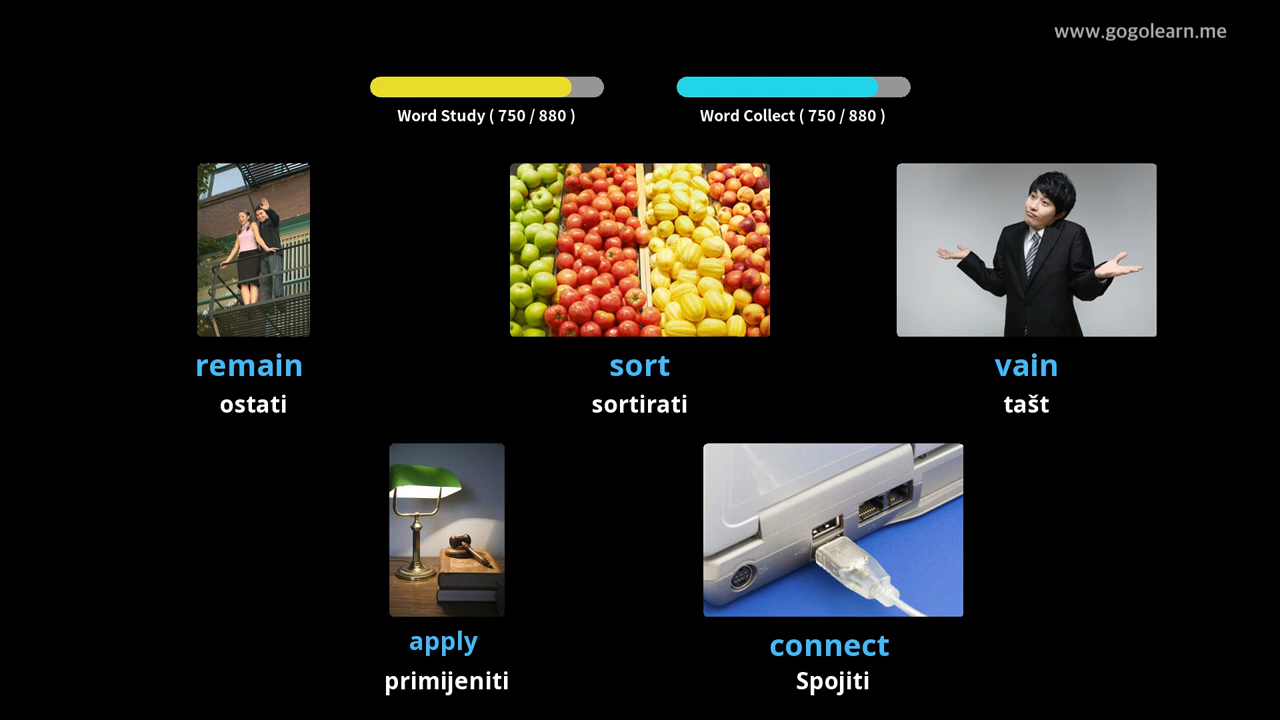 www.gogolearn.me
Word Study ( 750 / 880 )
Word Collect ( 750 / 880 )
remain
ostati
sort
sortirati
vain
tašt
apply
primijeniti
connect
Spojiti